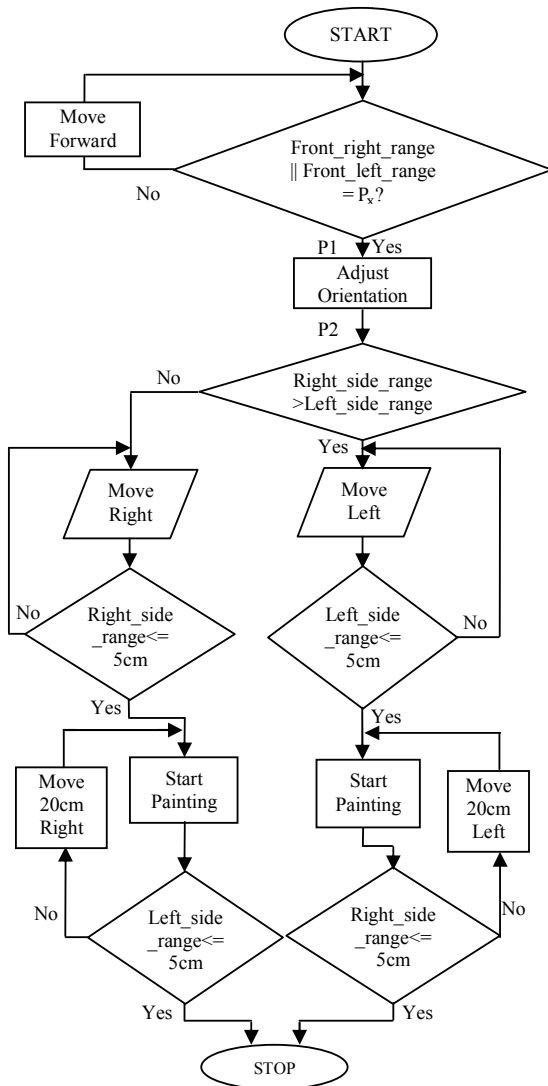 START
Move
Forward
Front_right_range
|| Front_left_range
= Pₓ?
No
P1
Yes
Adjust
Orientation
P2
No
Right_side_range
>Left_side_range
Yes
Move
Right
Move
Left
No
Right_side
_range<=
5cm
Left_side
_range<=
5cm
No
Yes
Yes
Move
20cm
Right
Start
Painting
Start
Painting
Move
20cm
Left
No
Left_side
_range<=
5cm
Right_side
_range<=
5cm
No
Yes
Yes
STOP